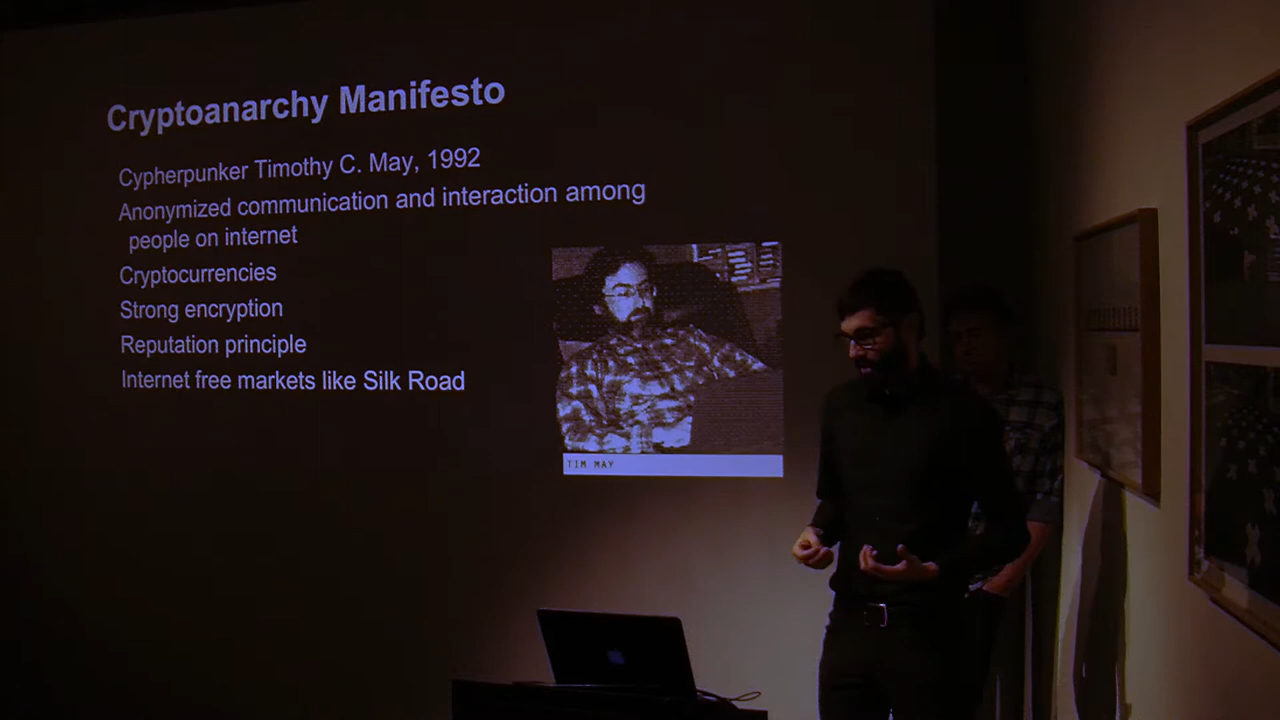 Cryptoanarchy Manifesto
Cypherpunker Timothy C. May, 1992
Anonymized communication and interaction among
people on internet
Cryptocurrencies
Strong encryption
Reputation principle
Internet free markets like Silk Road
TIM MAY